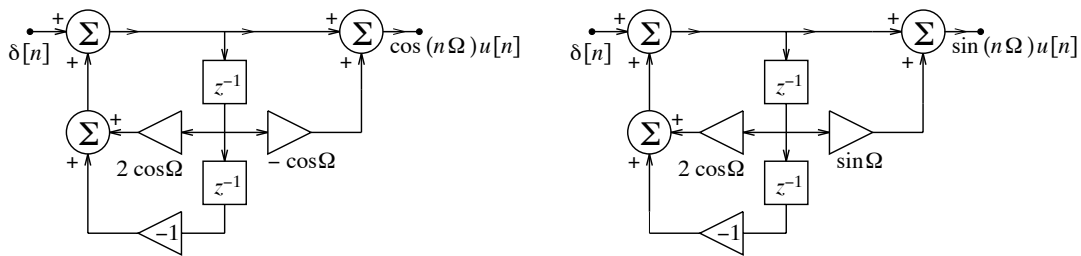 + Σ + Σ + Σ + Σ
δ[n] + + cos (nΩ) u[n] δ[n] + + sin (nΩ) u[n]
z⁻¹ z⁻¹
Σ + Σ +
+ 2 cosΩ − cosΩ + 2 cosΩ sinΩ
z⁻¹ z⁻¹
−1 −1